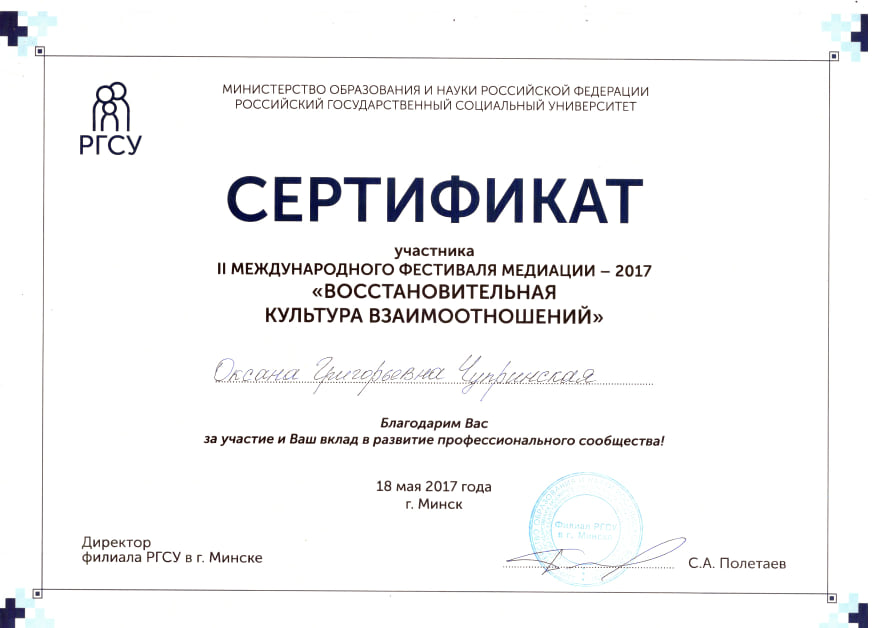 МИНИСТЕРСТВО ОБРАЗОВАНИЯ И НАУКИ РОССИЙСКОЙ ФЕДЕРАЦИИ
РОССИЙСКИЙ ГОСУДАРСТВЕННЫЙ СОЦИАЛЬНЫЙ УНИВЕРСИТЕТ
РГСУ
СЕРТИФИКАТ
участника
II МЕЖДУНАРОДНОГО ФЕСТИВАЛЯ МЕДИАЦИИ – 2017
«ВОССТАНОВИТЕЛЬНАЯ
КУЛЬТУРА ВЗАИМООТНОШЕНИЙ»
Оксана Григорьевна Чупринская
Благодарим Вас
за участие и Ваш вклад в развитие профессионального сообщества!
18 мая 2017 года
г. Минск
Филиал РГСУ
в г. Минске
Директор
филиала РГСУ в г. Минске
С.А. Полетаев